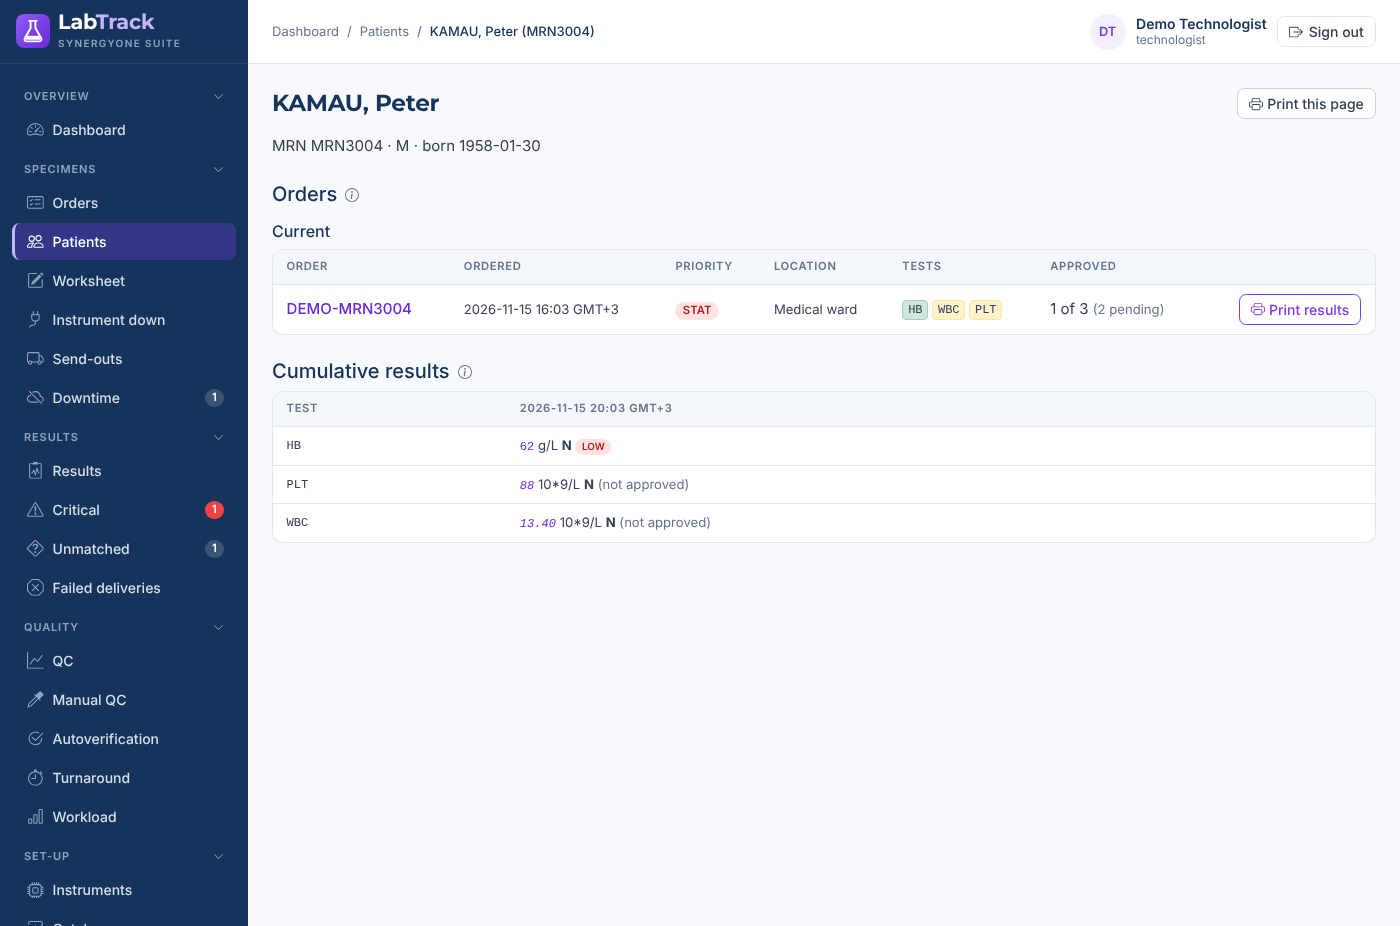 LabTrack
SYNERGYONE SUITE
OVERVIEW
Dashboard
SPECIMENS
Orders
Patients
Worksheet
Instrument down
Send-outs
Downtime 1
RESULTS
Results
Critical 1
Unmatched 1
Failed deliveries
QUALITY
QC
Manual QC
Autoverification
Turnaround
Workload
SET-UP
Instruments
Dashboard / Patients / KAMAU, Peter (MRN3004)
DT
Demo Technologist
technologist
Sign out
KAMAU, Peter
Print this page
MRN MRN3004 · M · born 1958-01-30
Orders
Current
ORDER ORDERED PRIORITY LOCATION TESTS APPROVED
DEMO-MRN3004 2026-11-15 16:03 GMT+3 STAT Medical ward HB WBC PLT 1 of 3 (2 pending) Print results
Cumulative results
TEST 2026-11-15 20:03 GMT+3
HB 62 g/L N LOW
PLT 88 10*9/L N (not approved)
WBC 13.40 10*9/L N (not approved)